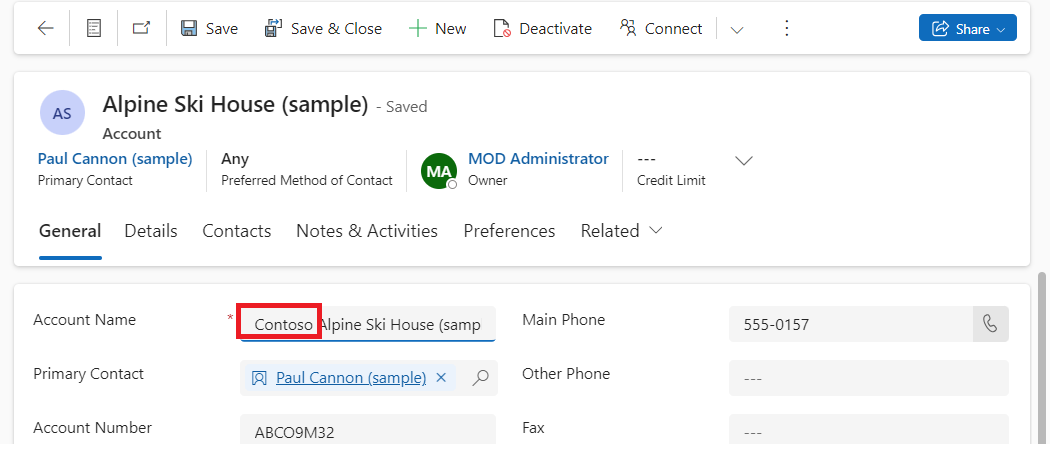 Save Save & Close New Deactivate Connect Share
AS
Alpine Ski House (sample) - Saved
Account
Paul Cannon (sample) Any MA MOD Administrator ---
Primary Contact Preferred Method of Contact Owner Credit Limit
General Details Contacts Notes & Activities Preferences Related
Account Name * Contoso Alpine Ski House (samp Main Phone 555-0157
Primary Contact Paul Cannon (sample) Other Phone ---
Account Number ABCO9M32 Fax ---